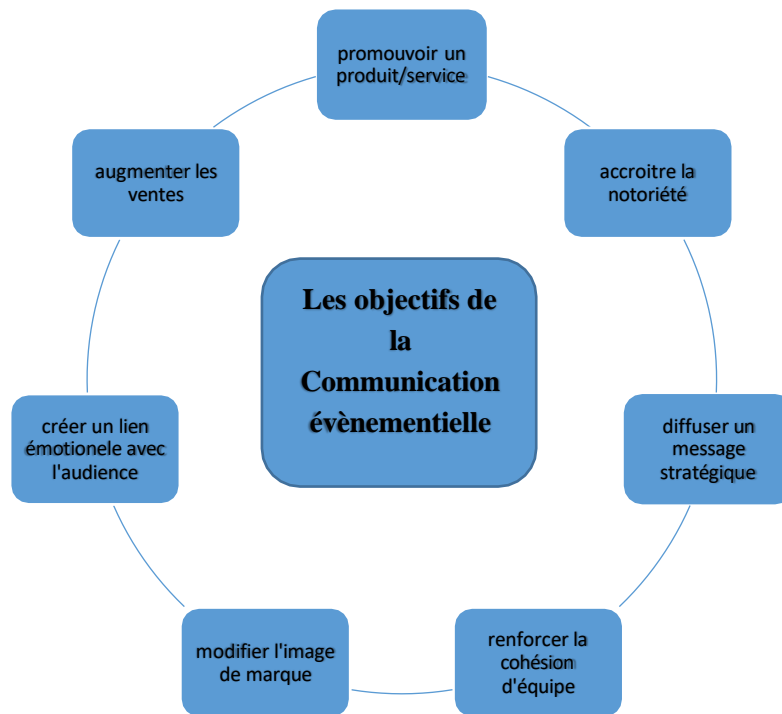 promouvoir un
produit/service
accroitre la
notoriété
diffuser un
message
stratégique
renforcer la
cohésion
d'équipe
modifier l'image
de marque
créer un lien
émotionele avec
l'audience
augmenter les
ventes
Les objectifs de
la
Communication
évènementielle